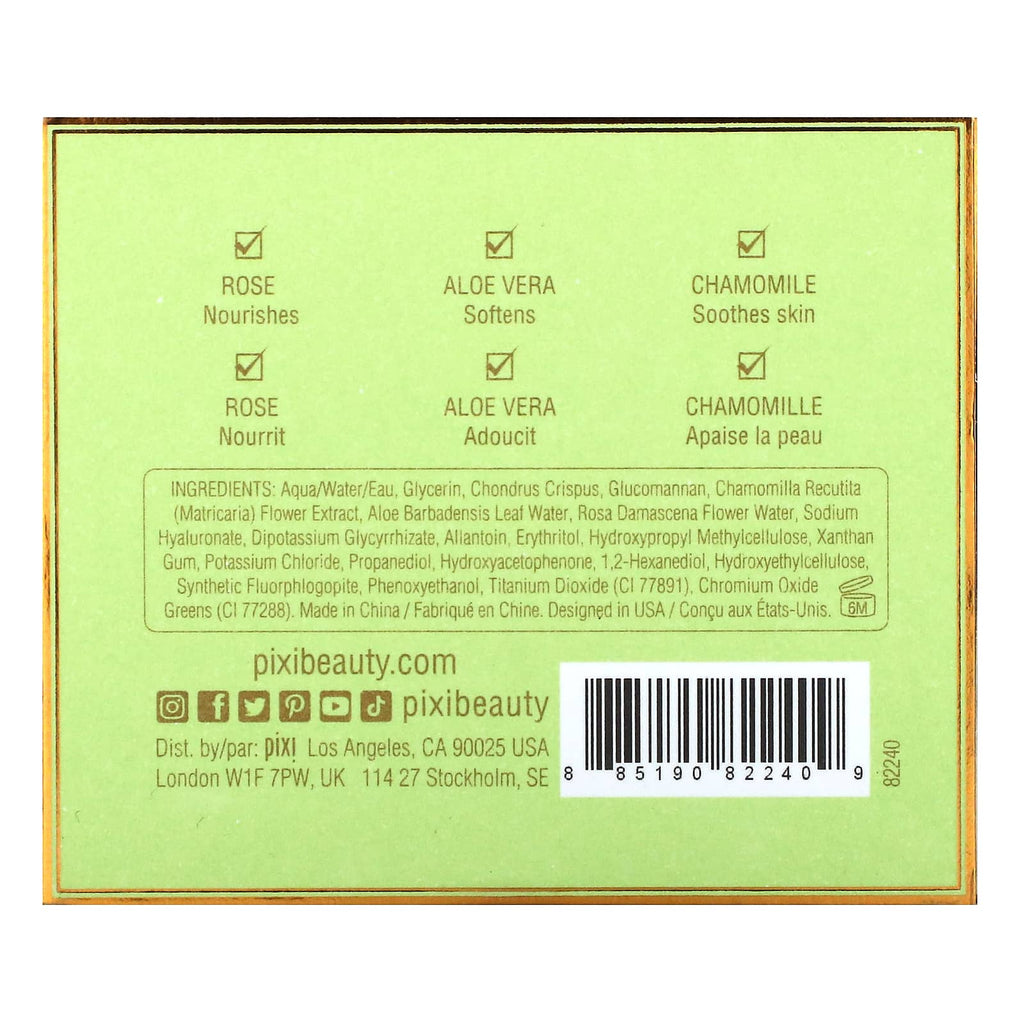 ROSE ALOE VERA CHAMOMILE
Nourishes Softens Soothes skin
ROSE ALOE VERA CHAMOMILLE
Nourrit Adoucit Apaise la peau
INGREDIENTS: Aqua/Water/Eau, Glycerin, Chondrus Crispus, Glucomannan, Chamomilla Recutita
(Matricaria) Flower Extract, Aloe Barbadensis Leaf Water, Rosa Damascena Flower Water, Sodium
Hyaluronate, Dipotassium Glycyrrhizate, Allantoin, Erythritol, Hydroxypropyl Methylcellulose, Xanthan
Gum, Potassium Chloride, Propanediol, Hydroxyacetophenone, 1,2-Hexanediol, Hydroxyethylcellulose,
Synthetic Fluorphlogopite, Phenoxyethanol, Titanium Dioxide (CI 77891), Chromium Oxide
Greens (CI 77288). Made in China / Fabriqué en Chine. Designed in USA / Conçu aux États-Unis.
6M
pixibeauty.com
pixibeauty
Dist. by/par: pixi Los Angeles, CA 90025 USA
London W1F 7PW, UK 114 27 Stockholm, SE
8 85190 82240 9
82240